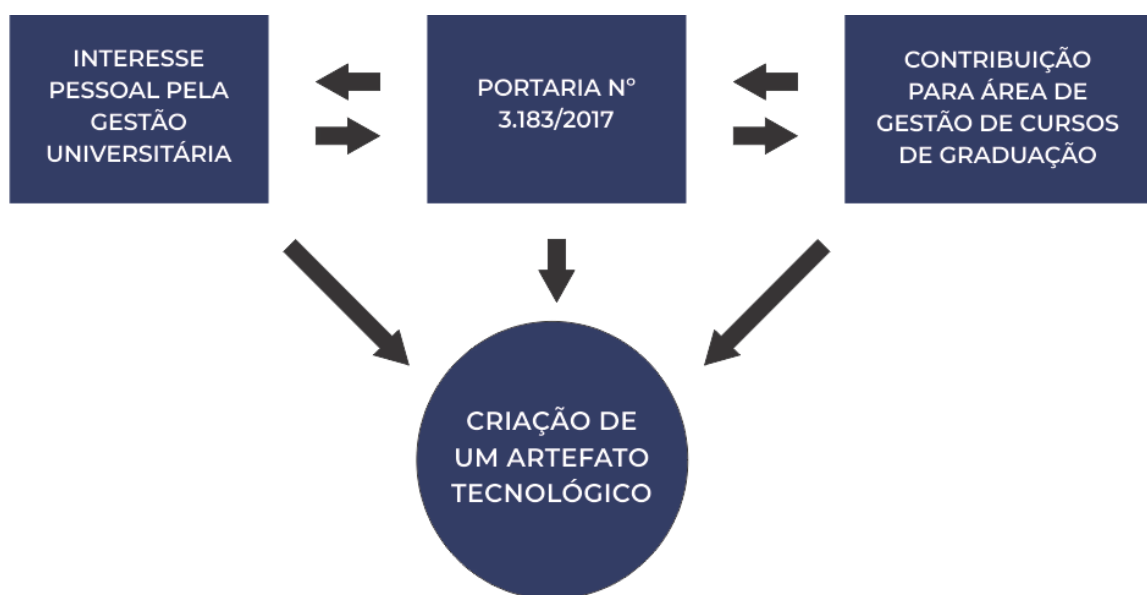 INTERESSE
PESSOAL PELA
GESTÃO
UNIVERSITÁRIA
PORTARIA Nº
3.183/2017
CONTRIBUIÇÃO
PARA ÁREA DE
GESTÃO DE CURSOS
DE GRADUAÇÃO
CRIAÇÃO DE
UM ARTEFATO
TECNOLÓGICO